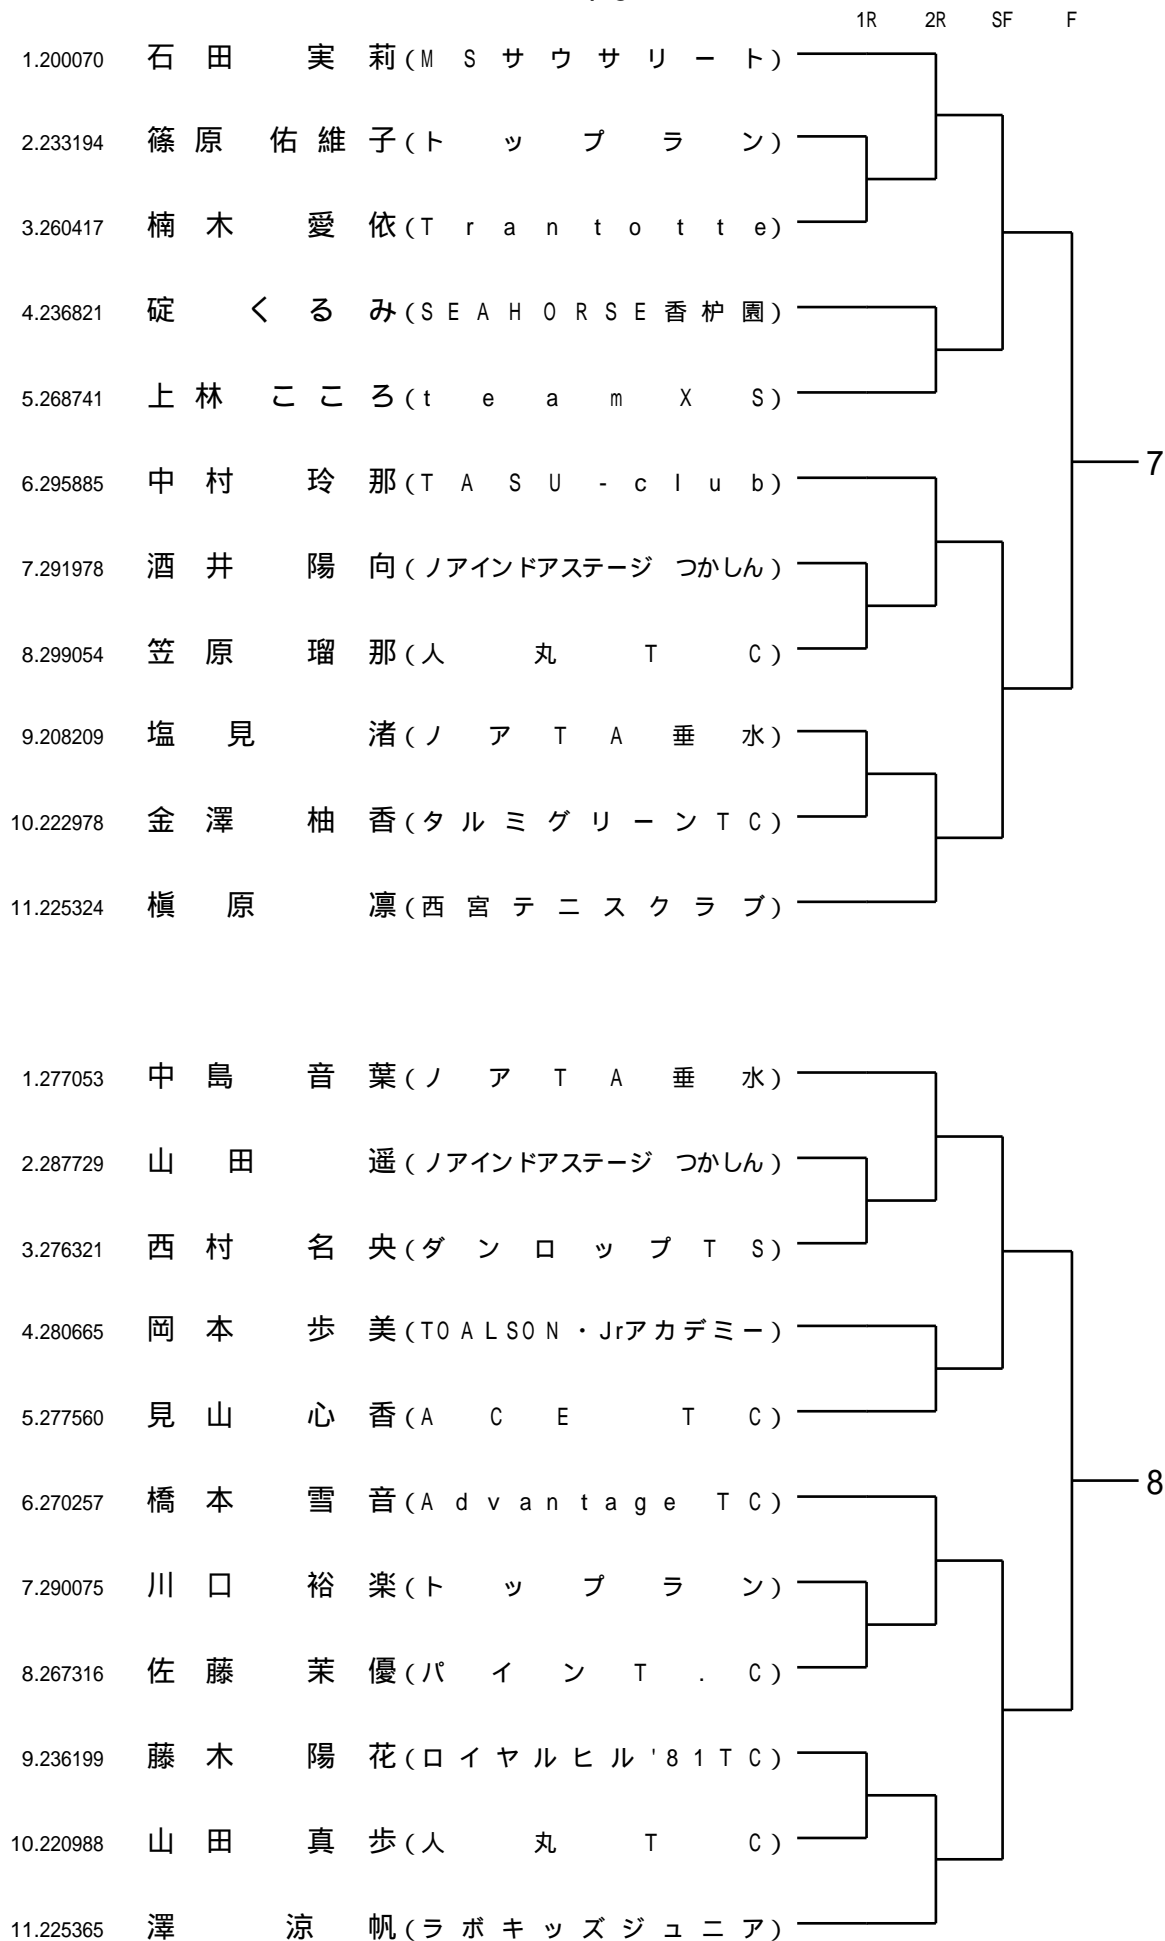 1R 2R SF F
1.200070 石田 実莉(MSサウサリート)
2.233194 篠原 佑維子(トップラン)
3.260417 楠木 愛依(Trantotte)
4.236821 碇 くるみ(SEAHORSE香枦園)
5.268741 上林 こころ(teamXS)
7
6.295885 中村 玲那(TASU-club)
7.291978 酒井 陽向(ノアインドアステージ つかしん)
8.299054 笠原 瑠那(人丸TC)
9.208209 塩見 渚(ノアTA垂水)
10.222978 金澤 柚香(タルミグリーンTC)
11.225324 槇原 凛(西宮テニスクラブ)
1.277053 中島 音葉(ノアTA垂水)
2.287729 山田 遥(ノアインドアステージ つかしん)
3.276321 西村 名央(ダンロップTS)
4.280665 岡本 歩美(TOALSON・Jrアカデミー)
5.277560 見山 心香(ACE TC)
8
6.270257 橋本 雪音(Advantage TC)
7.290075 川口 裕楽(トップラン)
8.267316 佐藤 茉優(パインT.C)
9.236199 藤木 陽花(ロイヤルヒル'81TC)
10.220988 山田 真歩(人丸TC)
11.225365 澤 涼帆(ラボキッズジュニア)